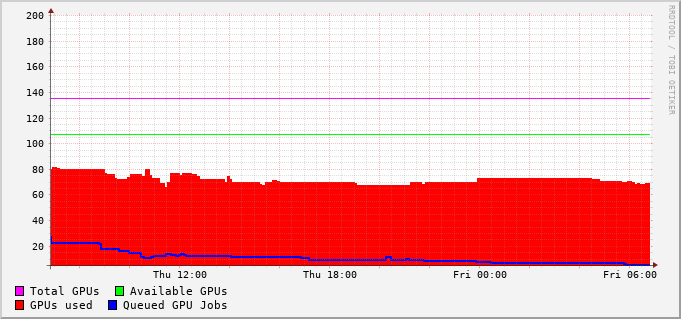 200
180
160
140
120
100
80
60
40
20
Thu 12:00 Thu 18:00 Fri 00:00 Fri 06:00
Total GPUs Available GPUs
GPUs used Queued GPU Jobs
RRDTOOL / TOBI OETIKER